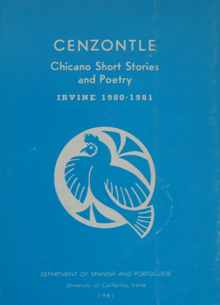 CENZONTLE
Chicano Short Stories
and Poetry
IRVINE 1980-1981
DEPARTMENT OF SPANISH AND PORTUGUESE
University of California, Irvine
1981